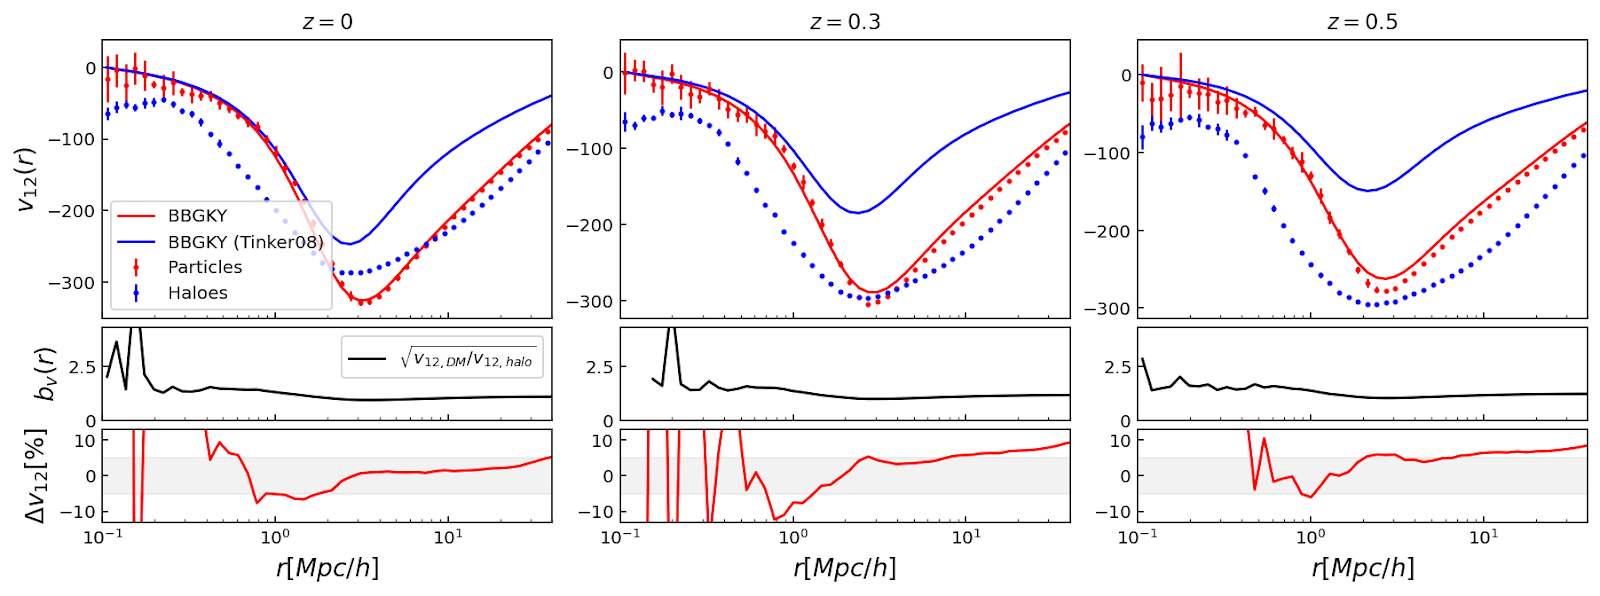 z = 0
z = 0.3
z = 0.5
v₁₂(r)
0
−100
−200
−300
BBGKY
BBGKY (Tinker08)
Particles
Haloes
0
−100
−200
−300
0
−100
−200
−300
b_v(r)
2.5
0
√v₁₂,DM/v₁₂,halo
2.5
0
2.5
0
Δv₁₂[%]
10
0
−10
10
0
−10
10
0
−10
10⁻¹ 10⁰ 10¹
10⁻¹ 10⁰ 10¹
10⁻¹ 10⁰ 10¹
r[Mpc/h]
r[Mpc/h]
r[Mpc/h]